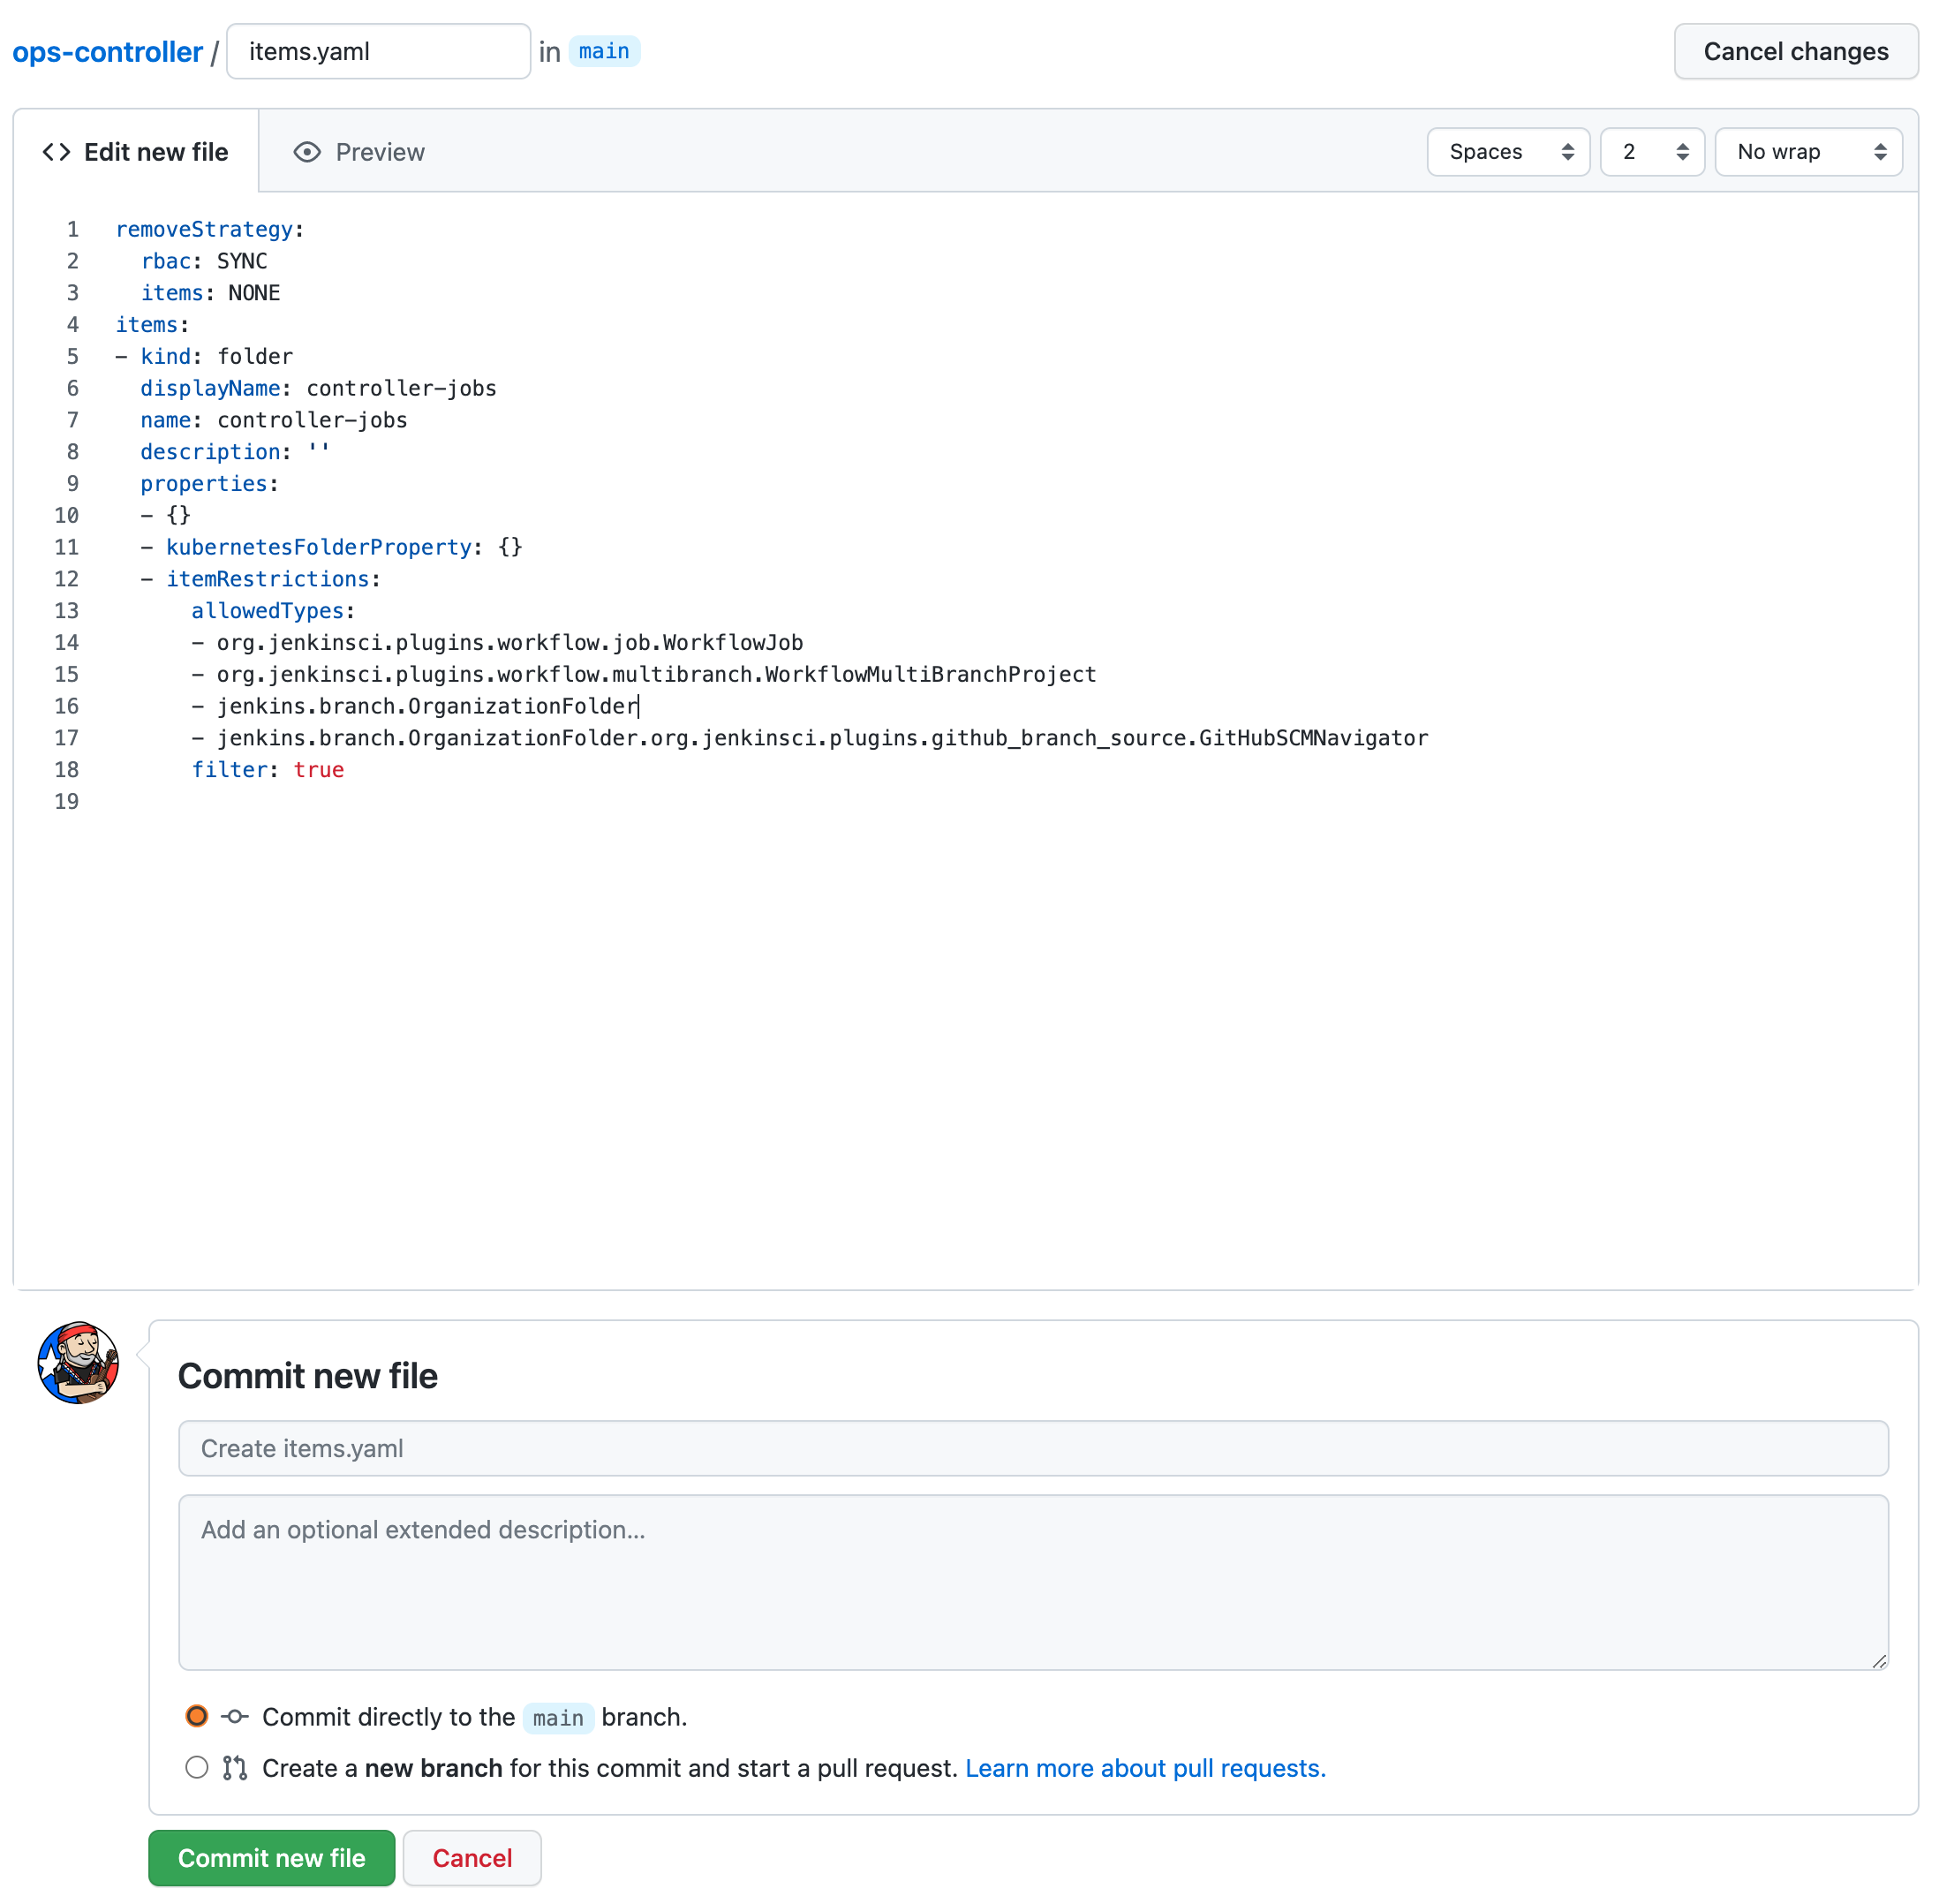 ops-controller / items.yaml in main Cancel changes
Edit new file Preview Spaces 2 No wrap
1 removeStrategy:
2   rbac: SYNC
3   items: NONE
4 items:
5 - kind: folder
6   displayName: controller-jobs
7   name: controller-jobs
8   description: ''
9   properties:
10   - {}
11   - kubernetesFolderProperty: {}
12   - itemRestrictions:
13       allowedTypes:
14       - org.jenkinsci.plugins.workflow.job.WorkflowJob
15       - org.jenkinsci.plugins.workflow.multibranch.WorkflowMultiBranchProject
16       - jenkins.branch.OrganizationFolder
17       - jenkins.branch.OrganizationFolder.org.jenkinsci.plugins.github_branch_source.GitHubSCMNavigator
18       filter: true
19
Commit new file
Create items.yaml
Add an optional extended description...
Commit directly to the main branch.
Create a new branch for this commit and start a pull request. Learn more about pull requests.
Commit new file Cancel